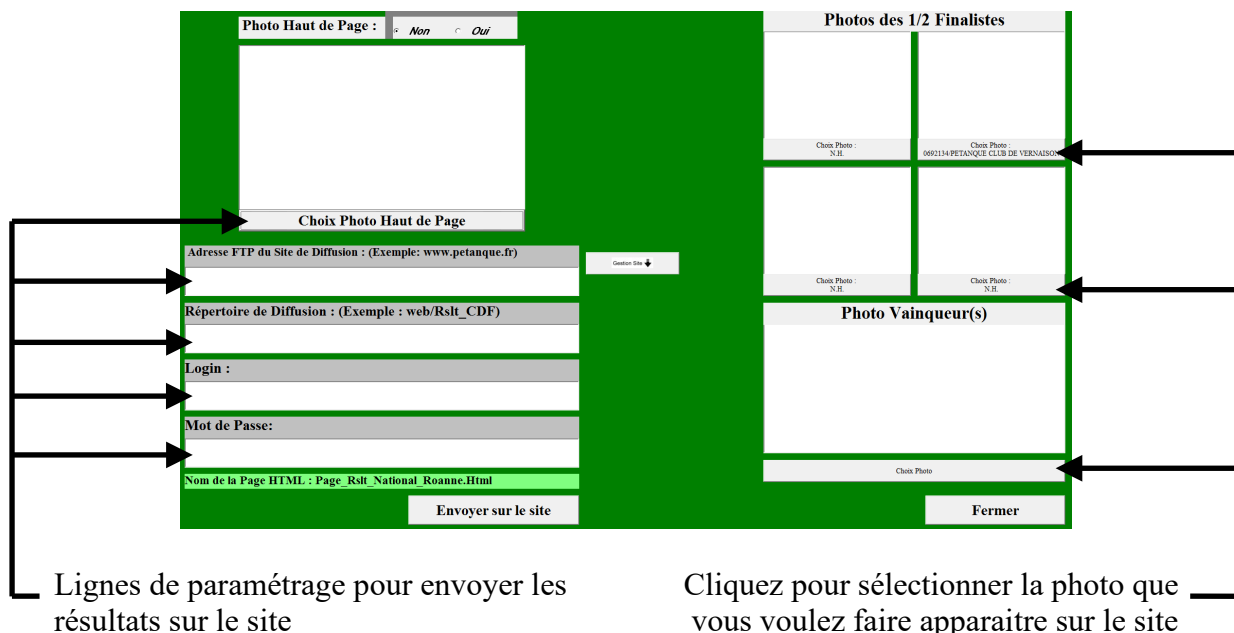 Photo Haut de Page :
Non Oui
Choix Photo Haut de Page
Adresse FTP du Site de Diffusion : (Exemple: www.petanque.fr)
Gestion Site
Répertoire de Diffusion : (Exemple : web/Rslt_CDF)
Login :
Mot de Passe:
Nom de la Page HTML : Page_Rslt_National_Roanne.Html
Envoyer sur le site
Photos des 1/2 Finalistes
Choix Photo :
N.H.
Choix Photo :
0692134/PETANQUE CLUB DE VERNAISON
Choix Photo :
N.H.
Choix Photo :
N.H.
Photo Vainqueur(s)
Choix Photo
Fermer
Lignes de paramétrage pour envoyer les
résultats sur le site
Cliquez pour sélectionner la photo que
vous voulez faire apparaitre sur le site